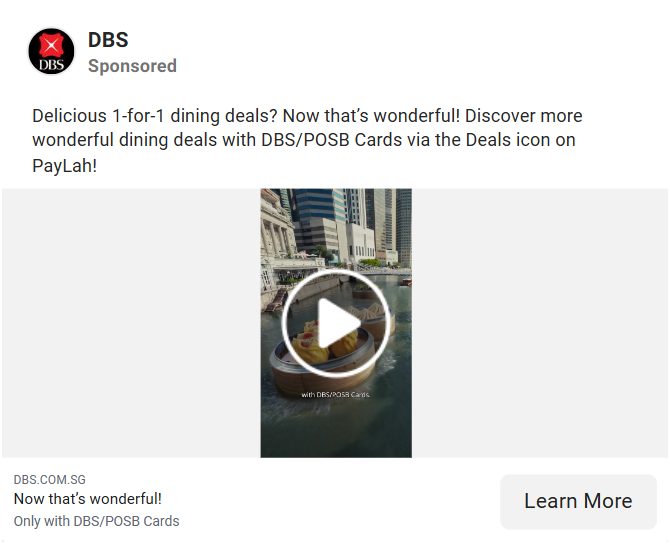 DBS
DBS
Sponsored
Delicious 1-for-1 dining deals? Now that’s wonderful! Discover more
wonderful dining deals with DBS/POSB Cards via the Deals icon on
PayLah!
with DBS/POSB Cards.
DBS.COM.SG
Now that’s wonderful!
Only with DBS/POSB Cards
Learn More